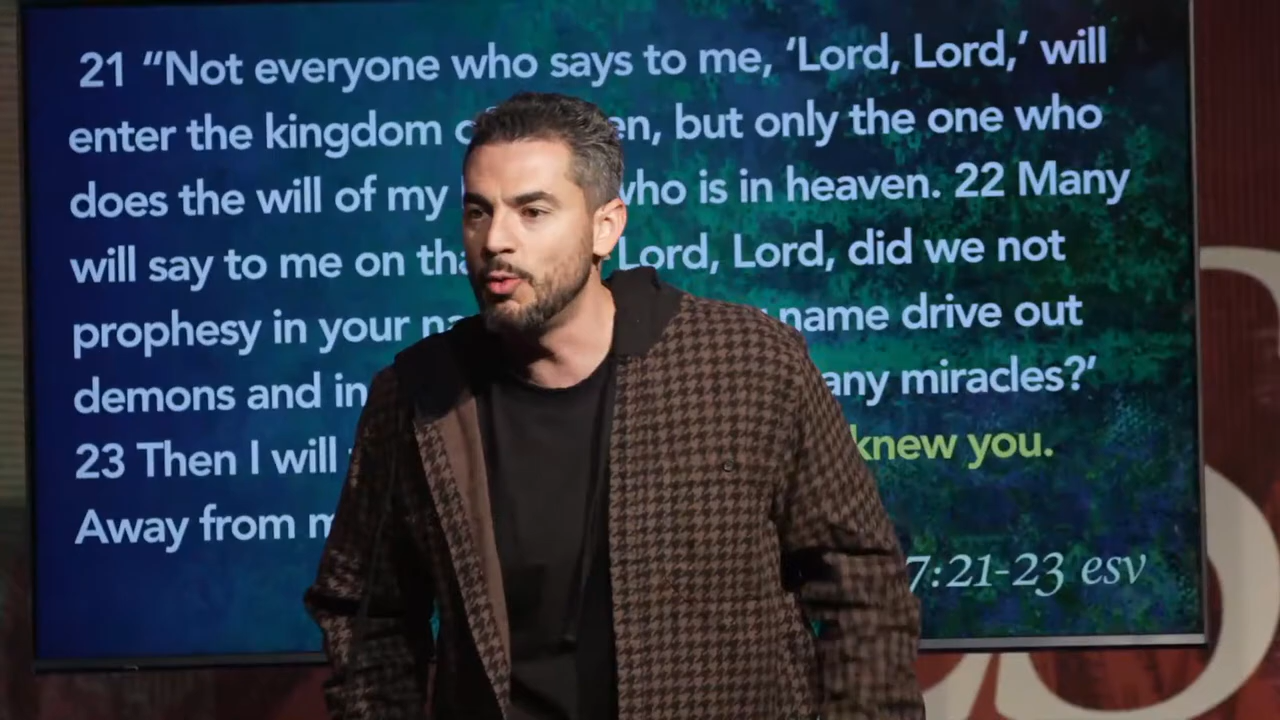 21 “Not everyone who says to me, ‘Lord, Lord,’ will
enter the kingdom but only the one who
does the will of my who is in heaven. 22 Many
will say to me on Lord, Lord, did we not
prophesy in your name drive out
demons and in miracles?’
23 Then I will knew you.
Away from
7:21-23 esv